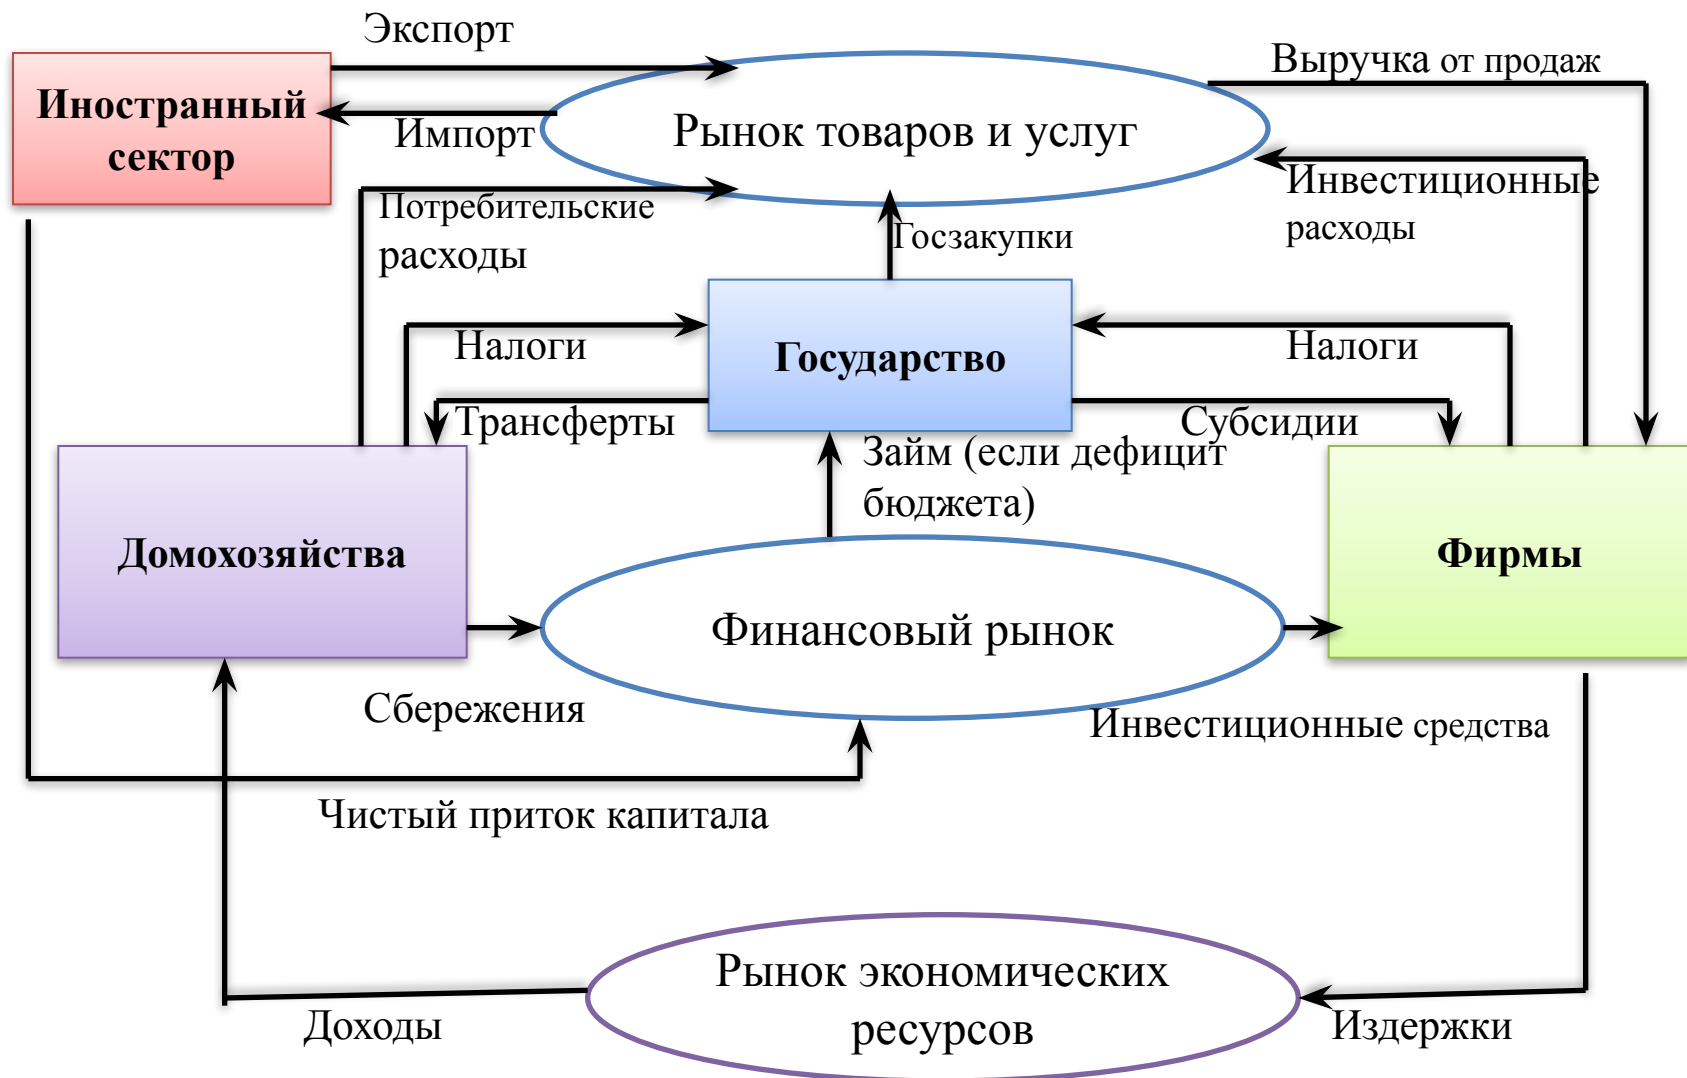 Экспорт
Иностранный
сектор
Импорт
Рынок товаров и услуг
Выручка от продаж
Инвестиционные
расходы
Потребительские
расходы
Госзакупки
Налоги
Государство
Налоги
Трансферты
Субсидии
Займ (если дефицит
бюджета)
Домохозяйства
Фирмы
Финансовый рынок
Сбережения
Инвестиционные средства
Чистый приток капитала
Рынок экономических
ресурсов
Доходы
Издержки